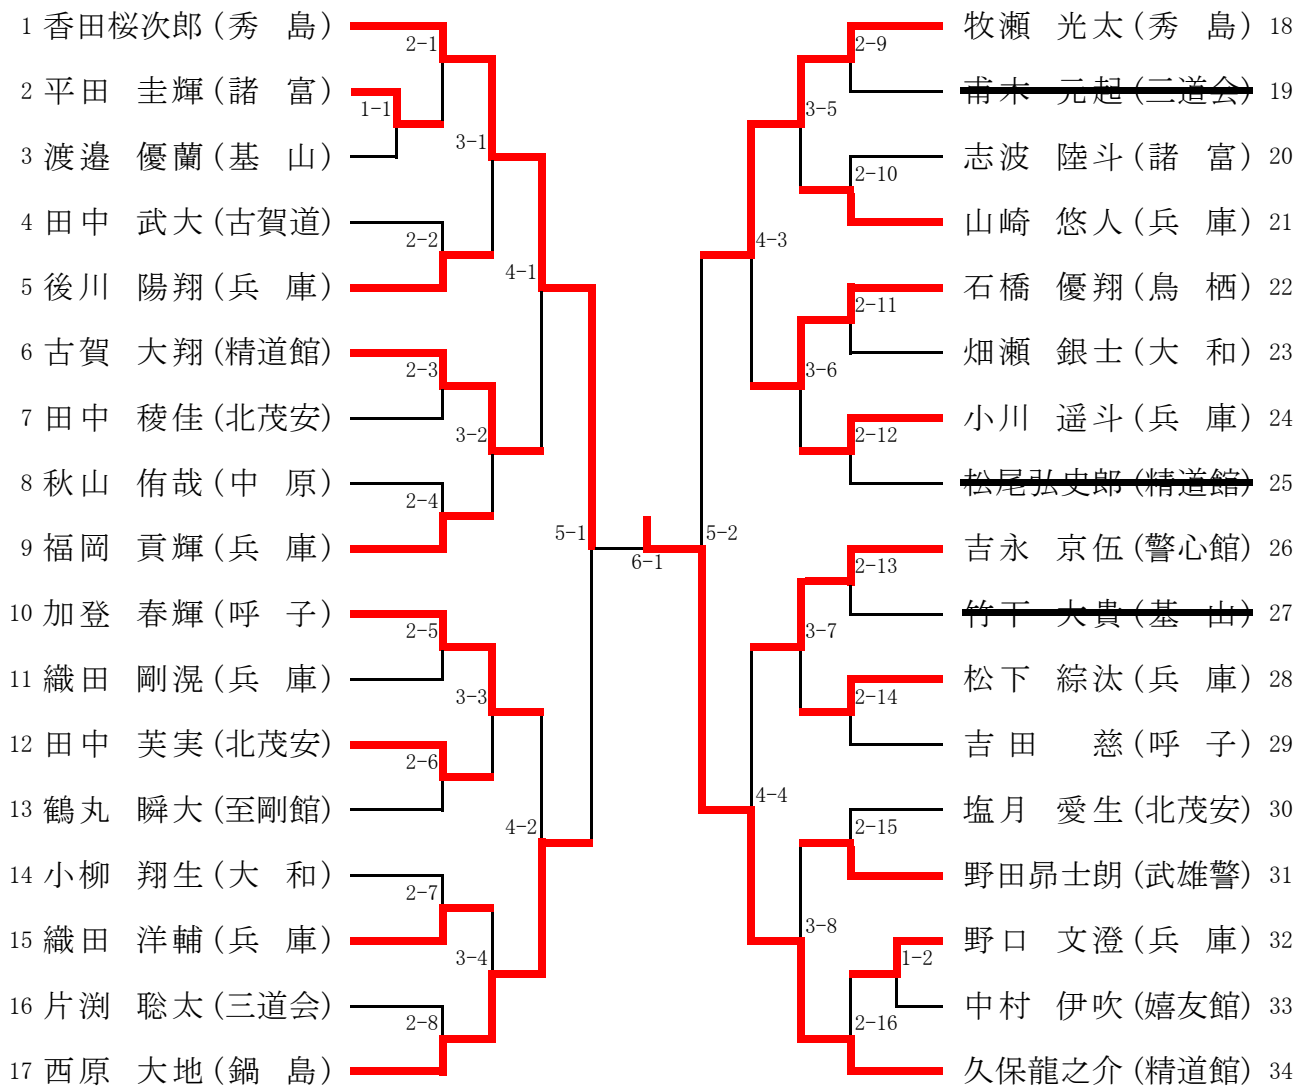 1 香田桜次郎(秀 島)
2 平田 圭輝(諸 富)
3 渡邉 優蘭(基 山)
4 田中 武大(古賀道)
5 後川 陽翔(兵 庫)
6 古賀 大翔(精道館)
7 田中 稜佳(北茂安)
8 秋山 侑哉(中 原)
9 福岡 貢輝(兵 庫)
10 加登 春輝(呼 子)
11 織田 剛滉(兵 庫)
12 田中 芙実(北茂安)
13 鶴丸 瞬大(至剛館)
14 小柳 翔生(大 和)
15 織田 洋輔(兵 庫)
16 片渕 聡太(三道会)
17 西原 大地(鍋 島)
1-1
2-1
2-2
2-3
2-4
2-5
2-6
2-7
2-8
3-1
3-2
3-3
3-4
4-1
4-2
5-1
6-1
5-2
4-3
4-4
3-5
3-6
3-7
3-8
2-9
2-10
2-11
2-12
2-13
2-14
2-15
2-16
1-2
牧瀬 光太(秀 島) 18
甫木 元起(三道会) 19
志波 陸斗(諸 富) 20
山崎 悠人(兵 庫) 21
石橋 優翔(鳥 栖) 22
畑瀬 銀士(大 和) 23
小川 遥斗(兵 庫) 24
松尾弘史郎(精道館) 25
吉永 京伍(警心館) 26
竹下 大貴(基 山) 27
松下 綜汰(兵 庫) 28
吉田 慈(呼 子) 29
塩月 愛生(北茂安) 30
野田昴士朗(武雄警) 31
野口 文澄(兵 庫) 32
中村 伊吹(嬉友館) 33
久保龍之介(精道館) 34